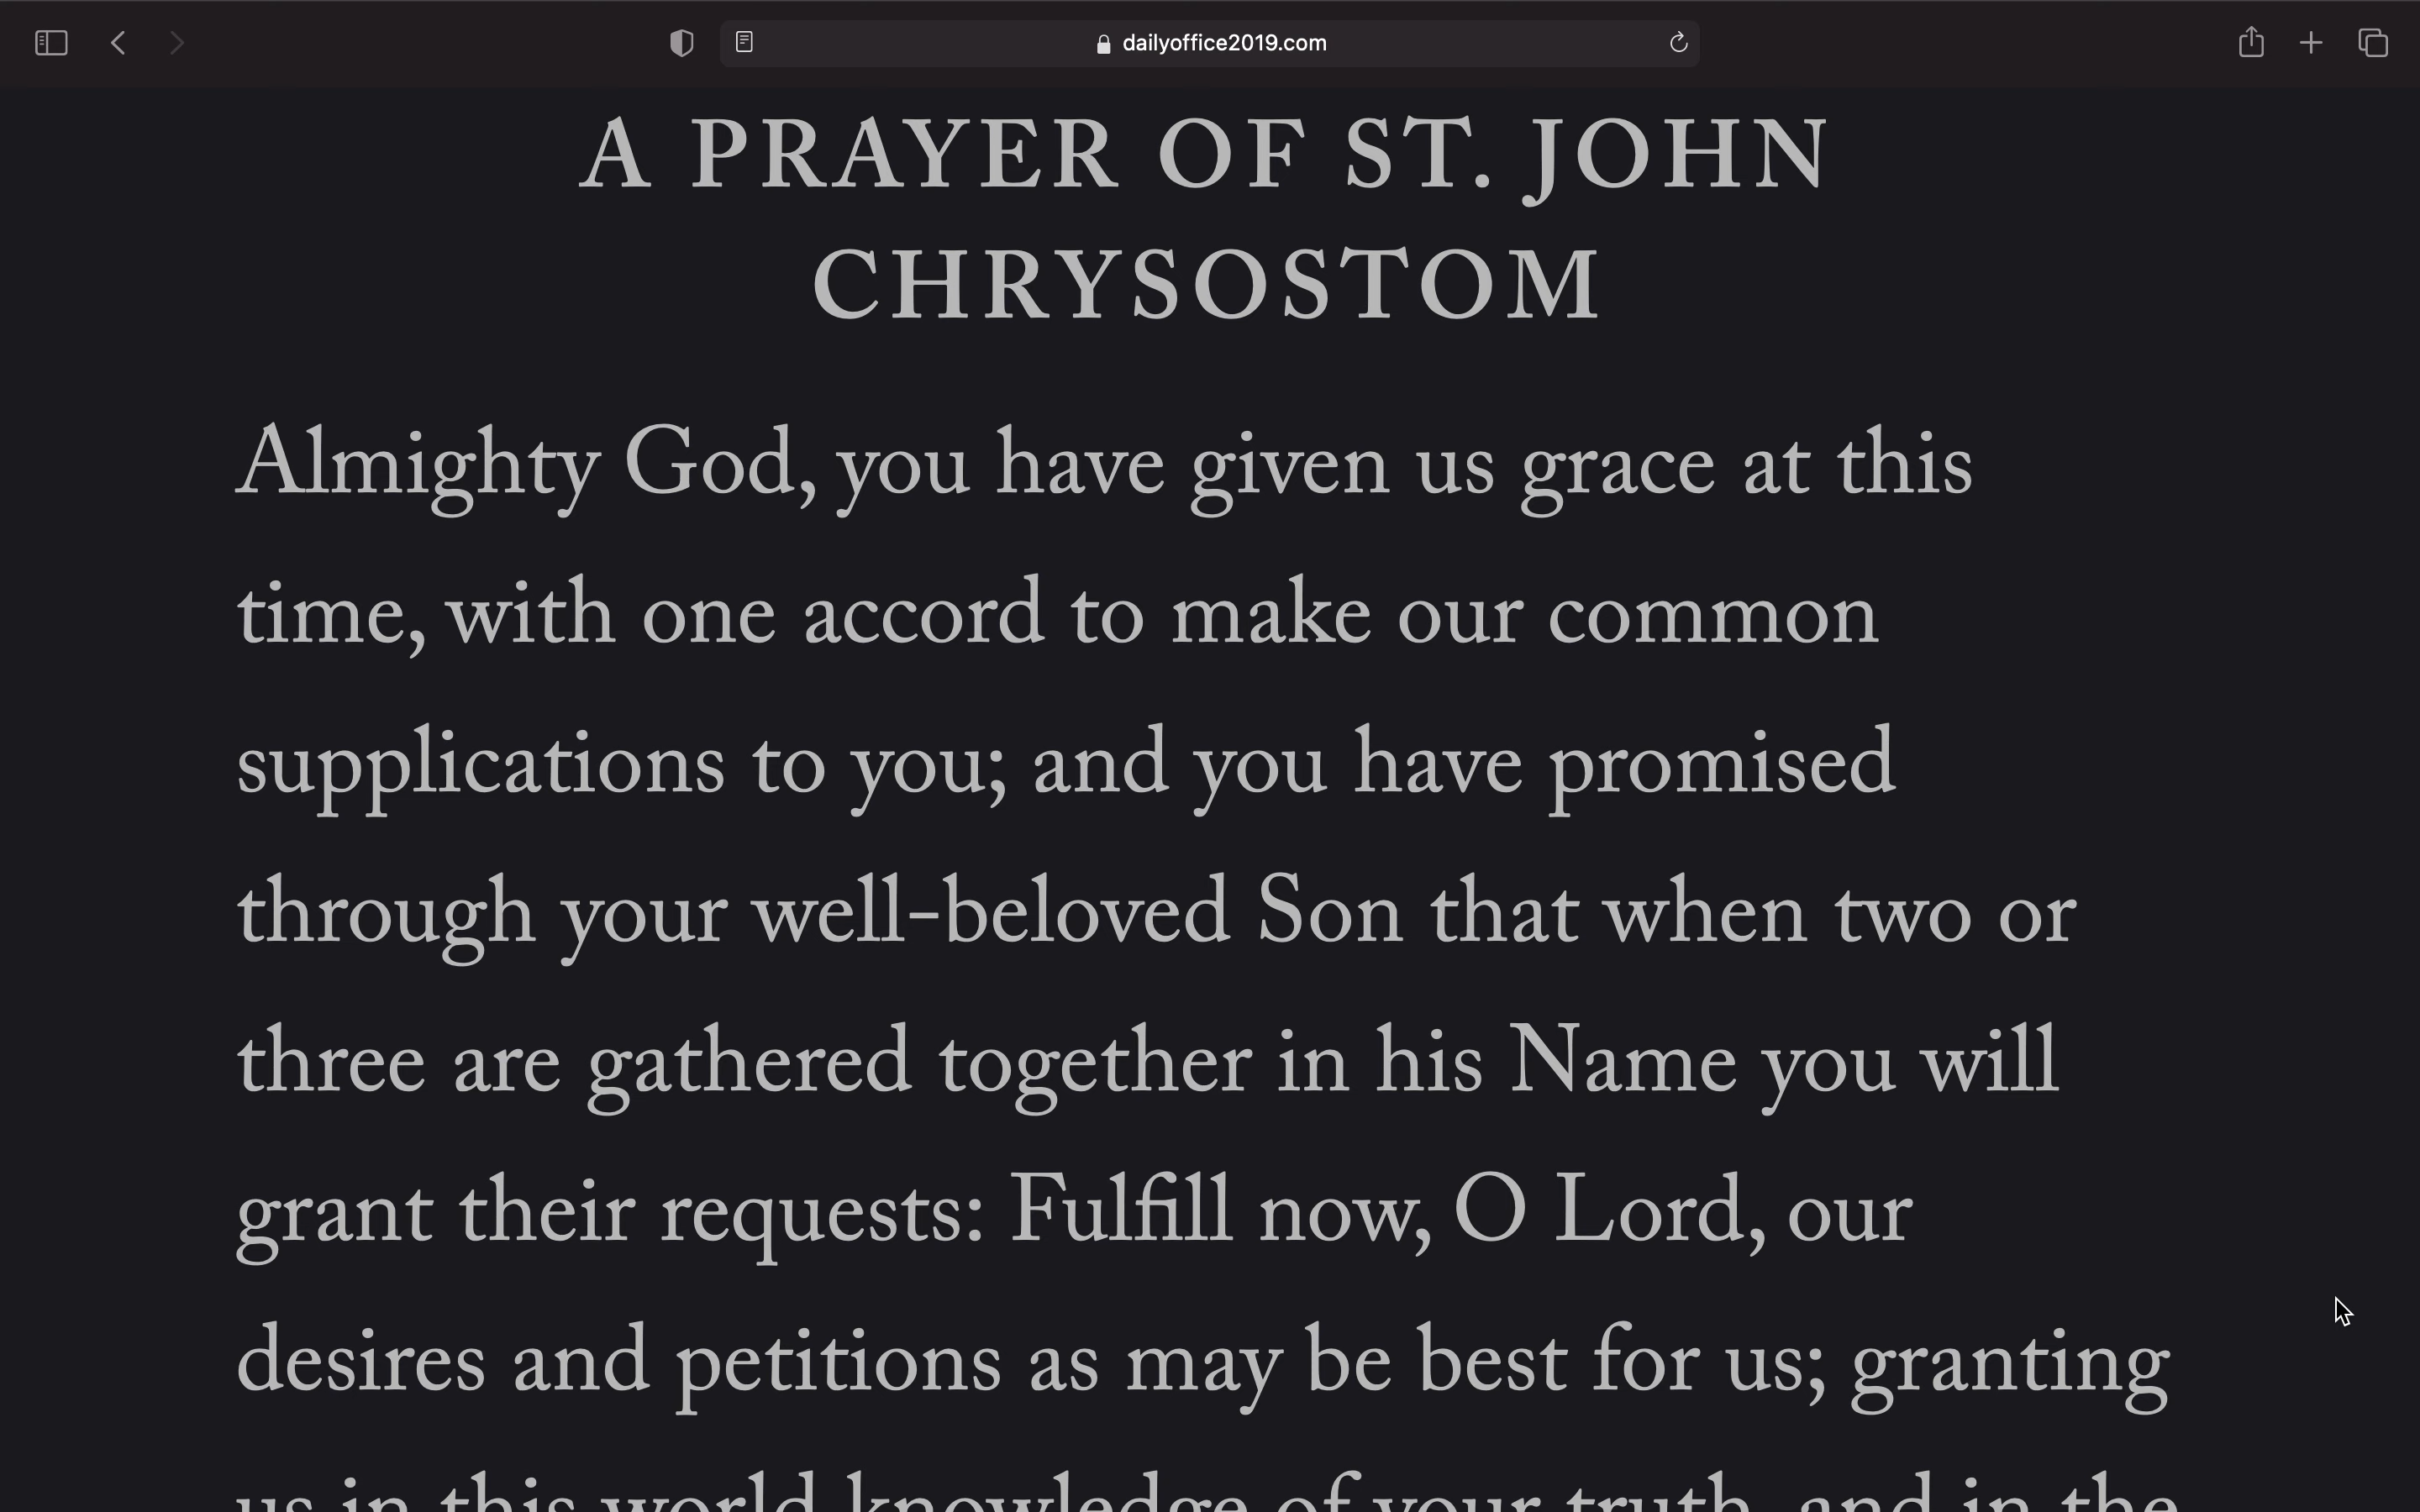 dailyoffice2019.com
A PRAYER OF ST. JOHN
CHRYSOSTOM
Almighty God, you have given us grace at this
time, with one accord to make our common
supplications to you; and you have promised
through your well-beloved Son that when two or
three are gathered together in his Name you will
grant their requests: Fulfill now, O Lord, our
desires and petitions as may be best for us; granting
us in this world knowledge of your truth, and in the